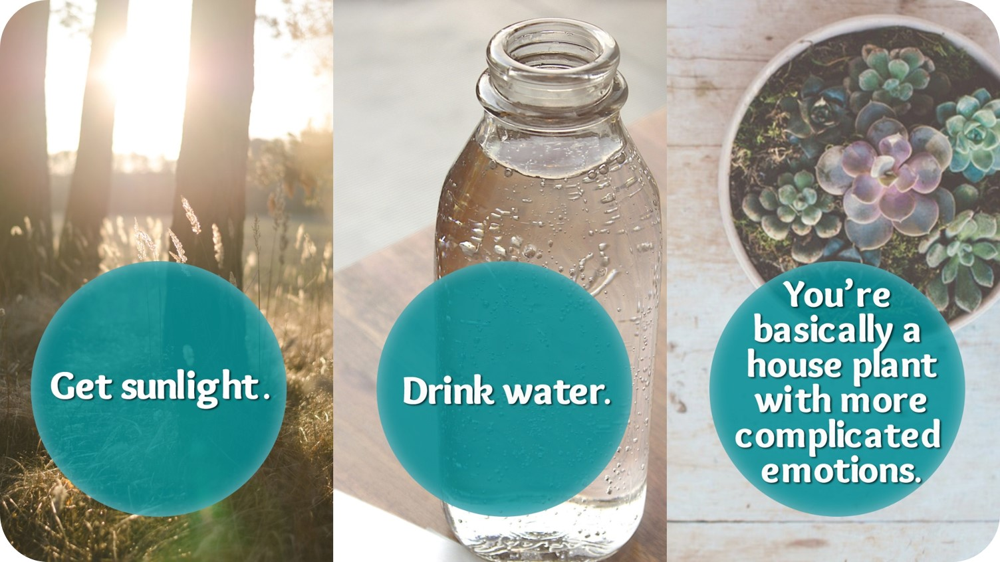 Get sunlight.
Drink water.
You’re
basically a
house plant
with more
complicated
emotions.